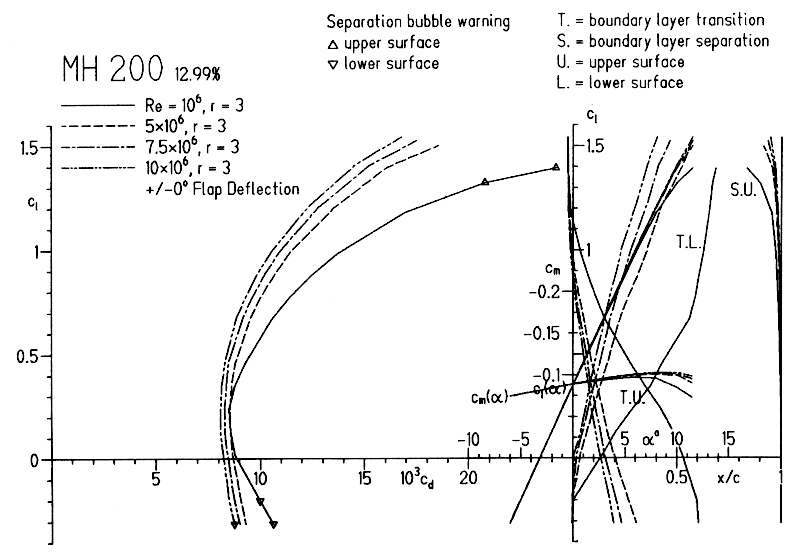 Separation bubble warning
△ upper surface
▽ lower surface
T. = boundary layer transition
S. = boundary layer separation
U. = upper surface
L. = lower surface
MH 200 12.99%
Re = 10⁶, r = 3
5×10⁶, r = 3
7.5×10⁶, r = 3
10×10⁶, r = 3
+/-0° Flap Deflection
1.5
c_l
1
0.5
0
5
10
15
10³c_d
20
c_l
1.5
S.U.
T.L.
1
c_m
-0.2
-0.15
-0.1
c_m(α)
c_l(α)
T.U.
-10
-5
5
α°
10
15
0.5
x/c
1